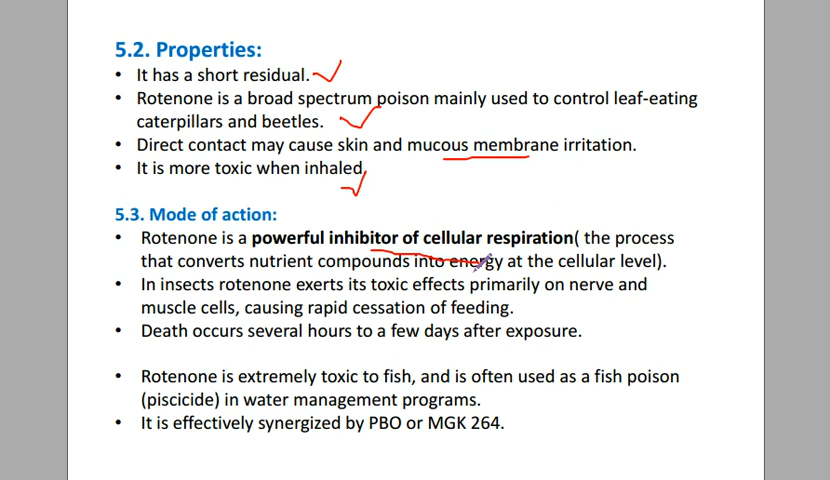 5.2. Properties:
• It has a short residual.
• Rotenone is a broad spectrum poison mainly used to control leaf-eating
caterpillars and beetles.
• Direct contact may cause skin and mucous membrane irritation.
• It is more toxic when inhaled,
5.3. Mode of action:
• Rotenone is a powerful inhibitor of cellular respiration( the process
that converts nutrient compounds into energy at the cellular level).
• In insects rotenone exerts its toxic effects primarily on nerve and
muscle cells, causing rapid cessation of feeding.
• Death occurs several hours to a few days after exposure.
• Rotenone is extremely toxic to fish, and is often used as a fish poison
(piscicide) in water management programs.
• It is effectively synergized by PBO or MGK 264.